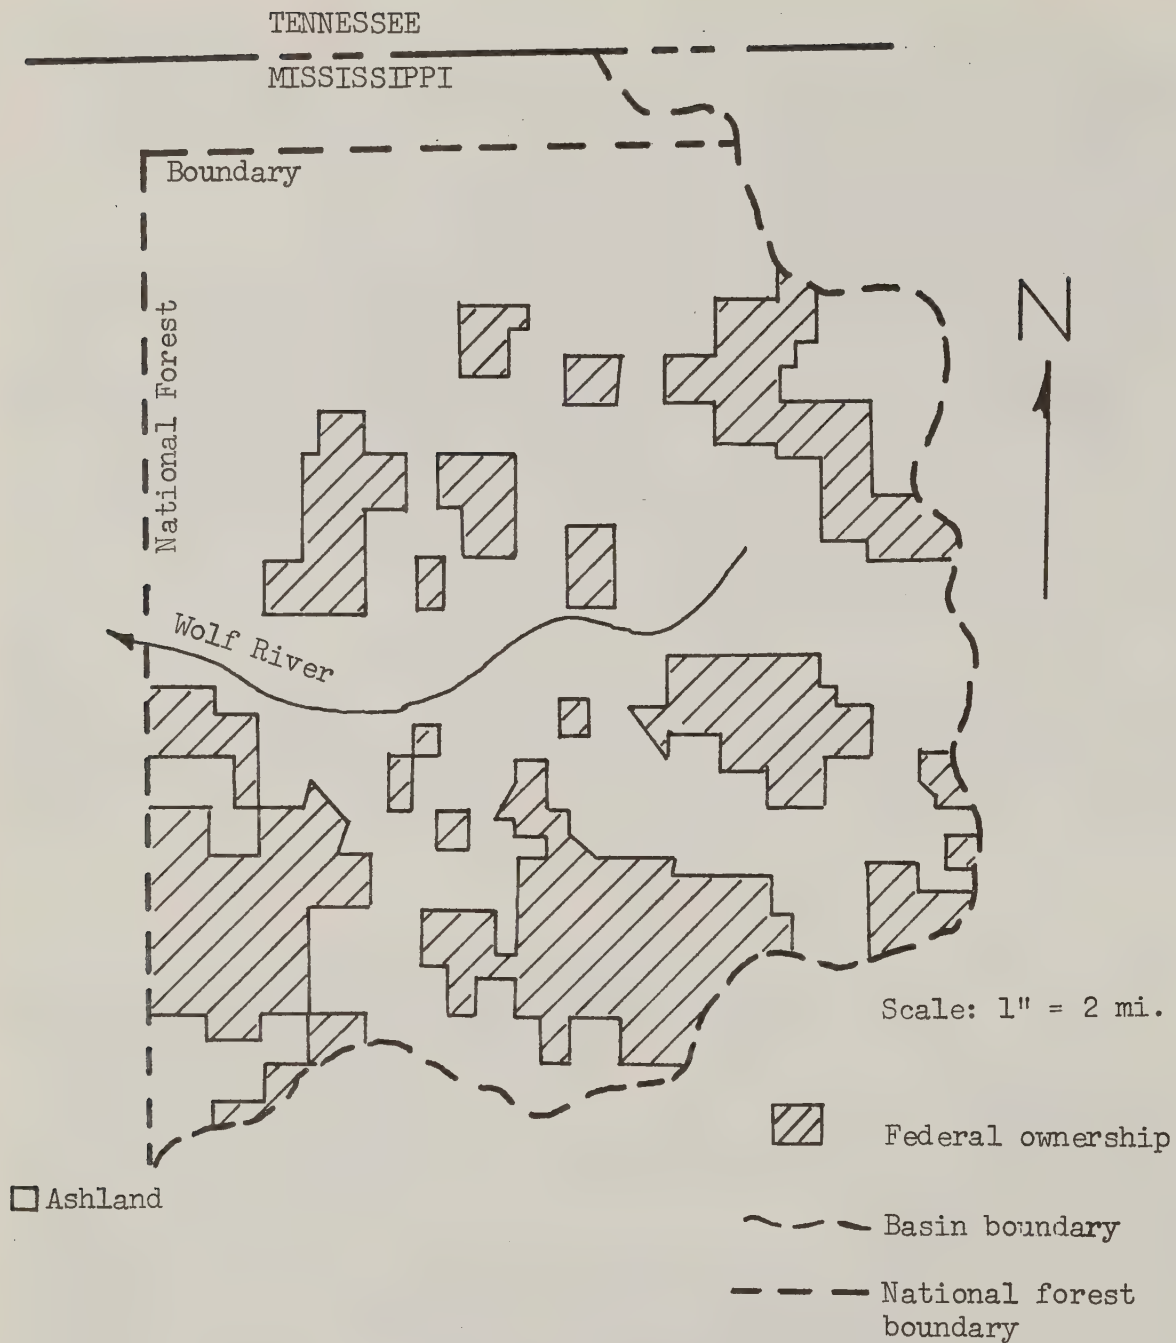 TENNESSEE
MISSISSIPPI
Boundary
National Forest
N
Wolf River
Scale: 1" = 2 mi.
Federal ownership
Ashland
Basin boundary
National forest
boundary